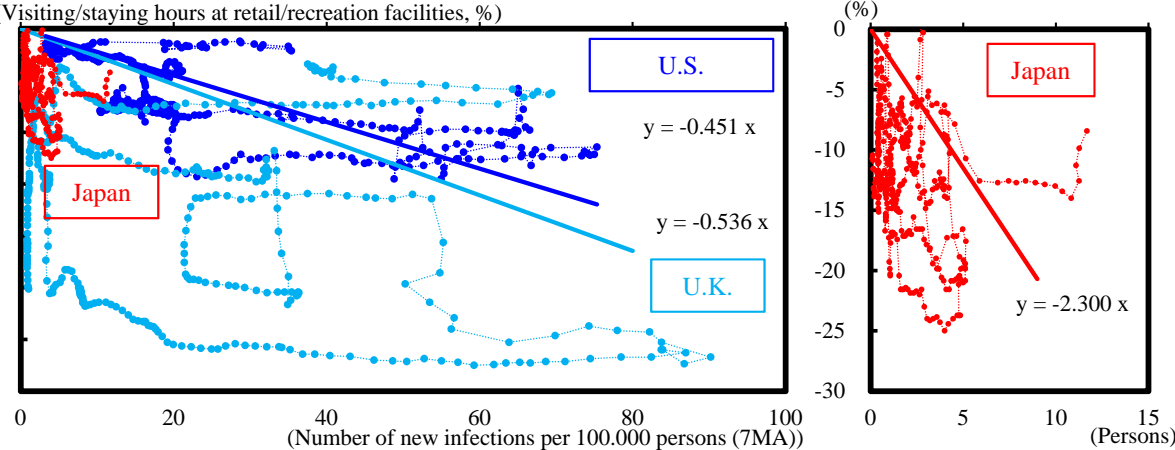 Visiting/staying hours at retail/recreation facilities, %)
(%)
U.S.
Japan
y = -0.451 x
Japan
y = -0.536 x
U.K.
y = -2.300 x
0
-5
-10
-15
-20
-25
-30
0 20 40 60 80 100
0 5 10 15
(Number of new infections per 100.000 persons (7MA))
(Persons)